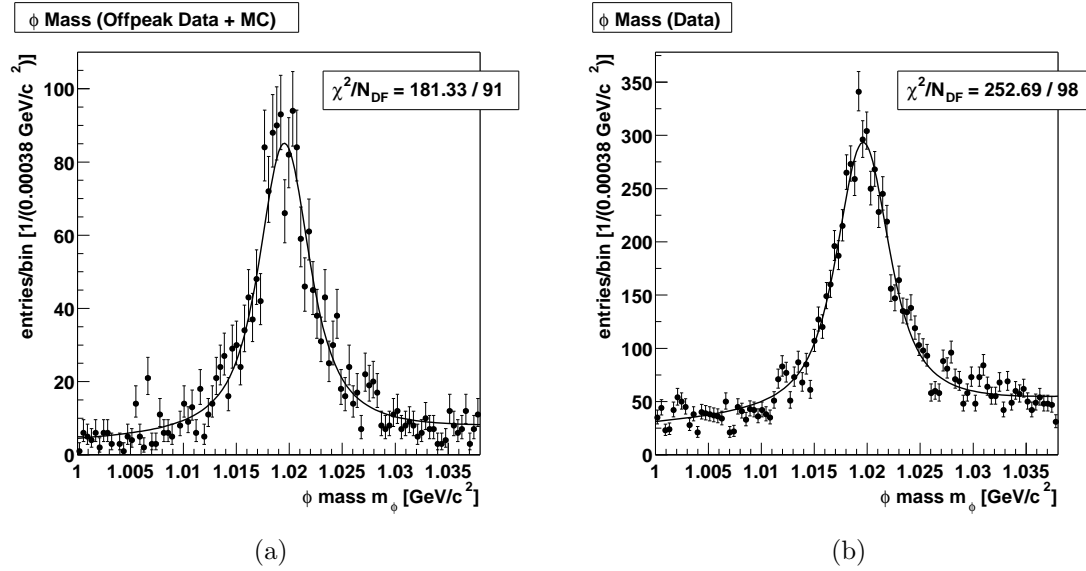 ϕ Mass (Offpeak Data + MC)
χ²/N_DF = 181.33 / 91
entries/bin [1/(0.00038 GeV/c²)]
100
80
60
40
20
0
1 1.005 1.01 1.015 1.02 1.025 1.03 1.035
ϕ mass m_ϕ [GeV/c²]
(a)
ϕ Mass (Data)
χ²/N_DF = 252.69 / 98
entries/bin [1/(0.00038 GeV/c²)]
350
300
250
200
150
100
50
0
1 1.005 1.01 1.015 1.02 1.025 1.03 1.035
ϕ mass m_ϕ [GeV/c²]
(b)